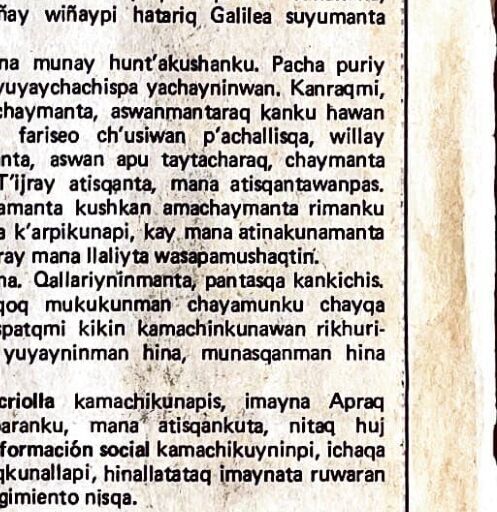 ñay wiñaypi hatariq Galilea suyumanta
na munay hunt'akushanku. Pacha puriy
yuyaychachispa yachayninwan. Kanraqmi,
chaymanta, aswanmantaraq kanku hawan
fariseo ch'usiwan p'achallisqa, willay
nta, aswan apu taytacharaq, chaymanta
T'ijray atisqanta, mana atisqantawanpas.
amanta kushkan amachaymanta rimanku
a k'arpikunapi, kay mana atinakunamanta
ray mana llaliyta wasapamushaqtin.
na. Qallariyninmanta, pantasqa kankichis.
qoq mukukunman chayamunku chayqa
spatqmi kikin kamachinkunawan rikhuri-
yuyayninman hina, munasqanman hina
criolla kamachikunapis, imayna Apraq
paranku, mana atisqankuta, nitaq huj
formación social kamachikuyninpi, ichaqa
qkunallapi, hinallatataq imaynata ruwaran
gimiento nisqa.